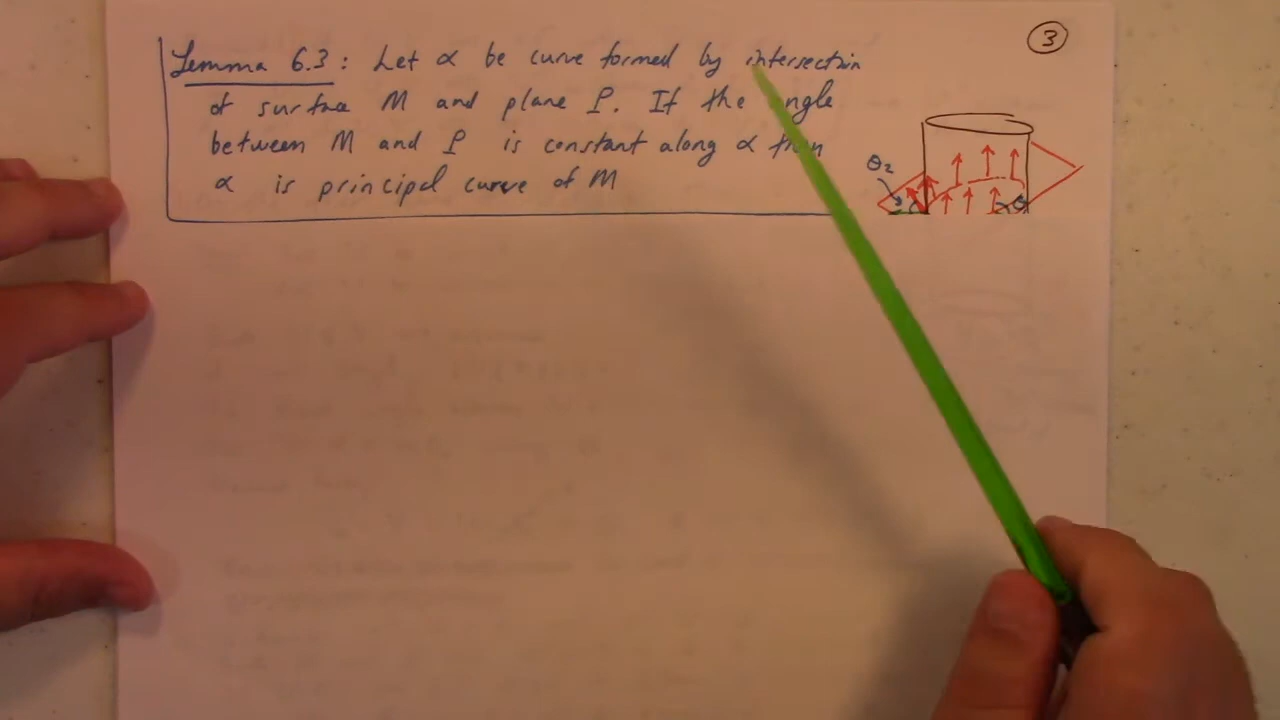 3
Lemma 6.3: Let α be curve formed by intersection
of surface M and plane P. If the angle
between M and P is constant along α then
α is principal curve of M
θ2
θ